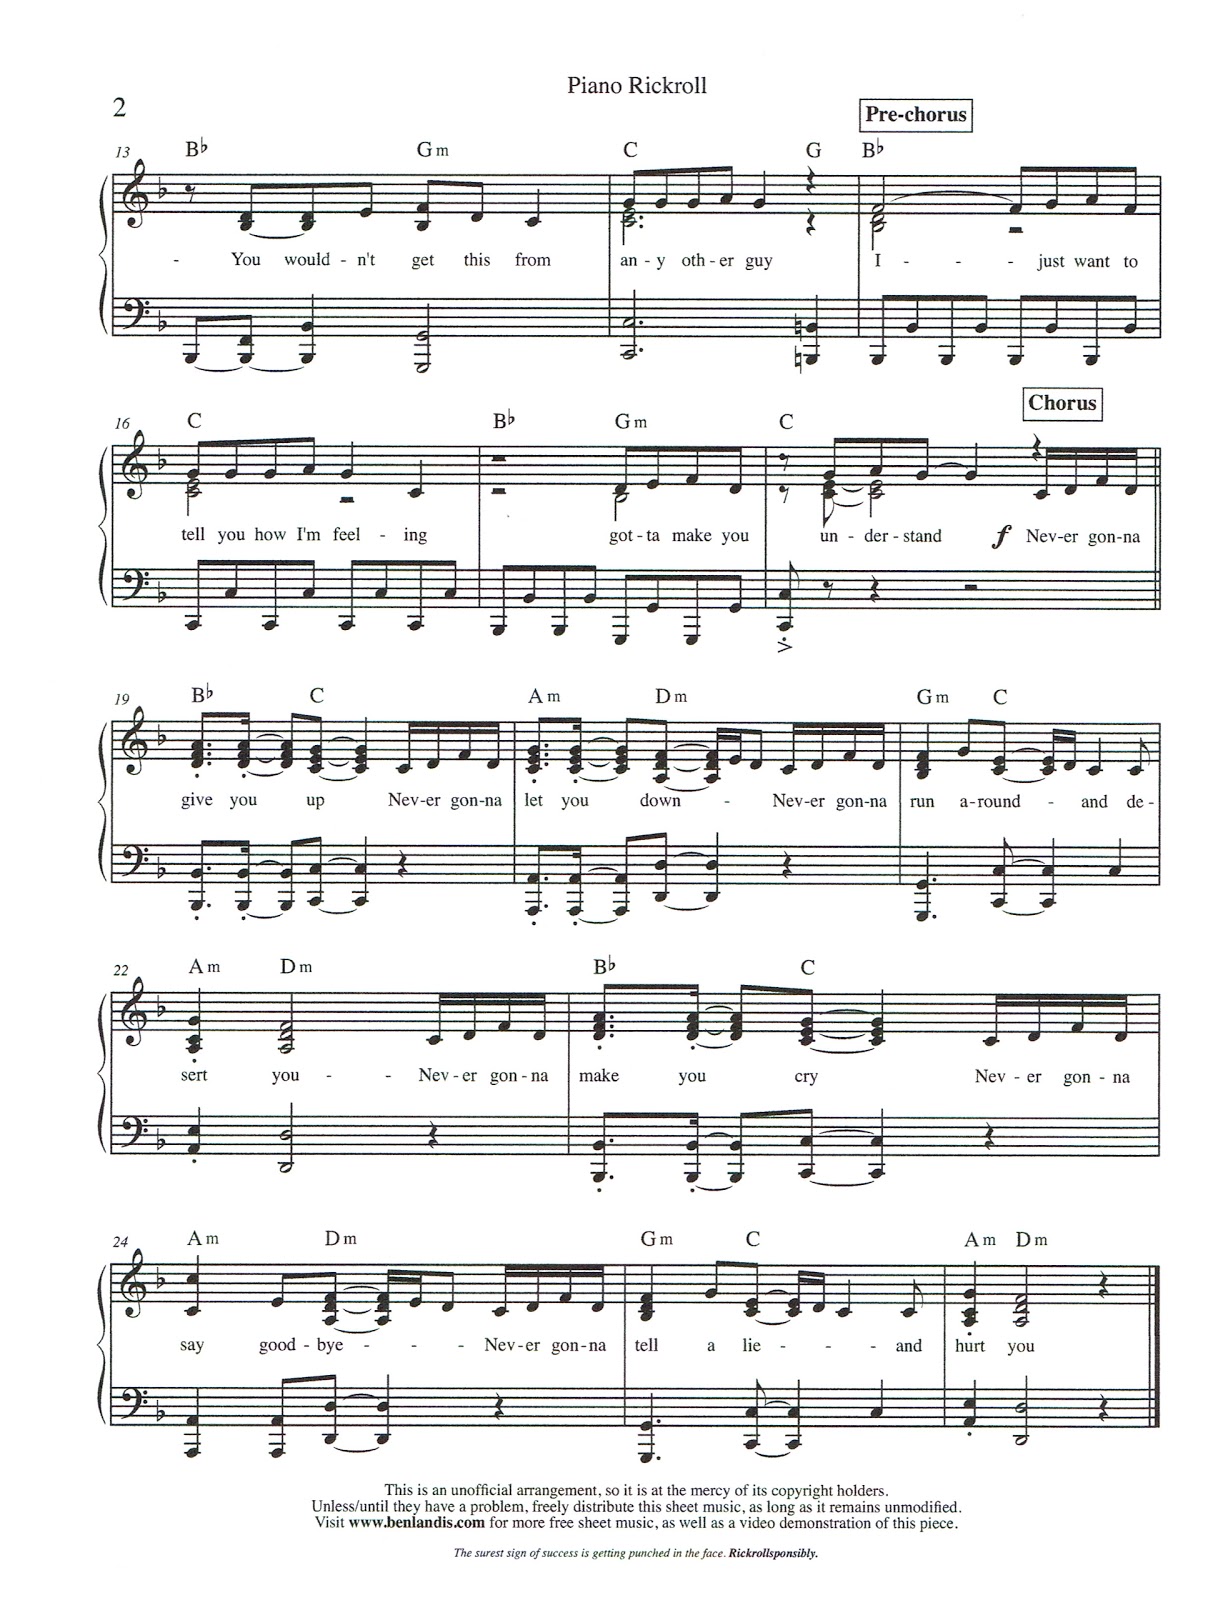 Piano Rickroll
2
Pre-chorus
13 B♭ Gm C G B♭
- You would - n't get this from an - y oth - er guy I - - - just want to
Chorus
16 C B♭ Gm C
tell you how I'm feel - ing got - ta make you un - der - stand f Nev-er gon-na
19 B♭ C Am Dm Gm C
give you up Nev-er gon-na let you down - Nev-er gon-na run a-round - and de-
22 Am Dm B♭ C
sert you - - Nev-er gon-na make you cry Nev - er gon - na
24 Am Dm Gm C Am Dm
say good - bye - - - Nev-er gon-na tell a lie - - - and hurt you
This is an unofficial arrangement, so it is at the mercy of its copyright holders.
Unless/until they have a problem, freely distribute this sheet music, as long as it remains unmodified.
Visit www.benlandis.com for more free sheet music, as well as a video demonstration of this piece.
The surest sign of success is getting punched in the face. Rickrollsponsibly.